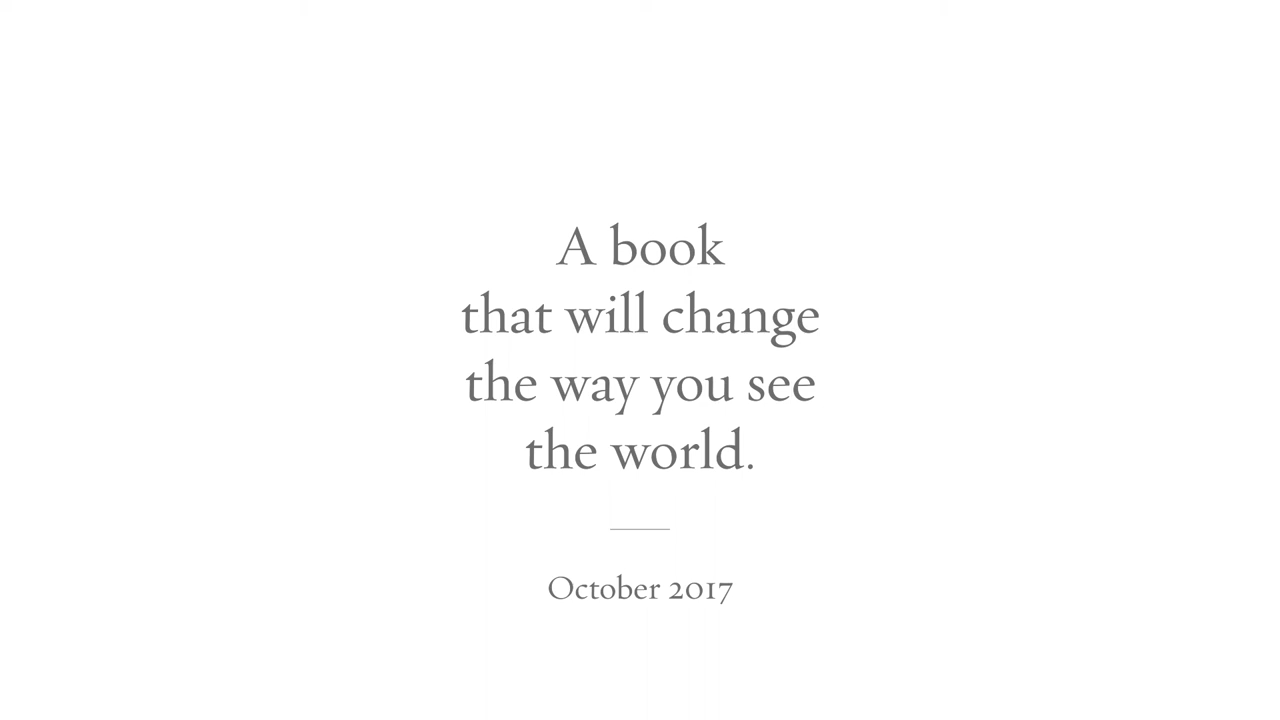 A book
that will change
the way you see
the world.
October 2017